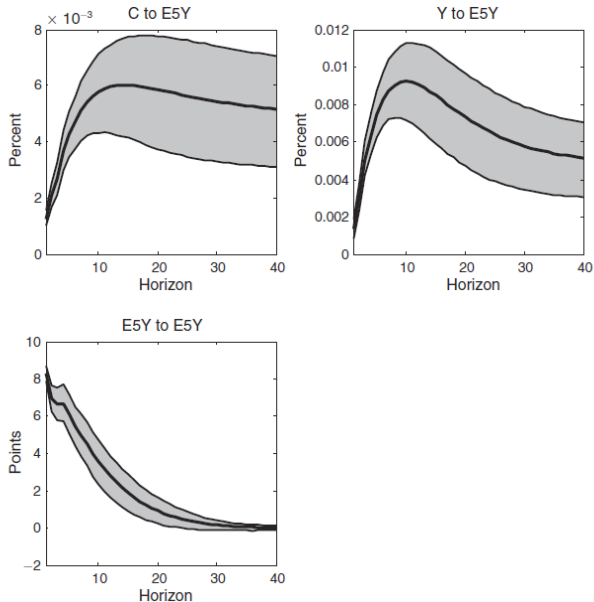 C to E5Y
× 10⁻³
8
6
4
2
0
Percent
10 20 30 40
Horizon
Y to E5Y
0.012
0.01
0.008
0.006
0.004
0.002
0
Percent
10 20 30 40
Horizon
E5Y to E5Y
10
8
6
4
2
0
−2
Points
10 20 30 40
Horizon